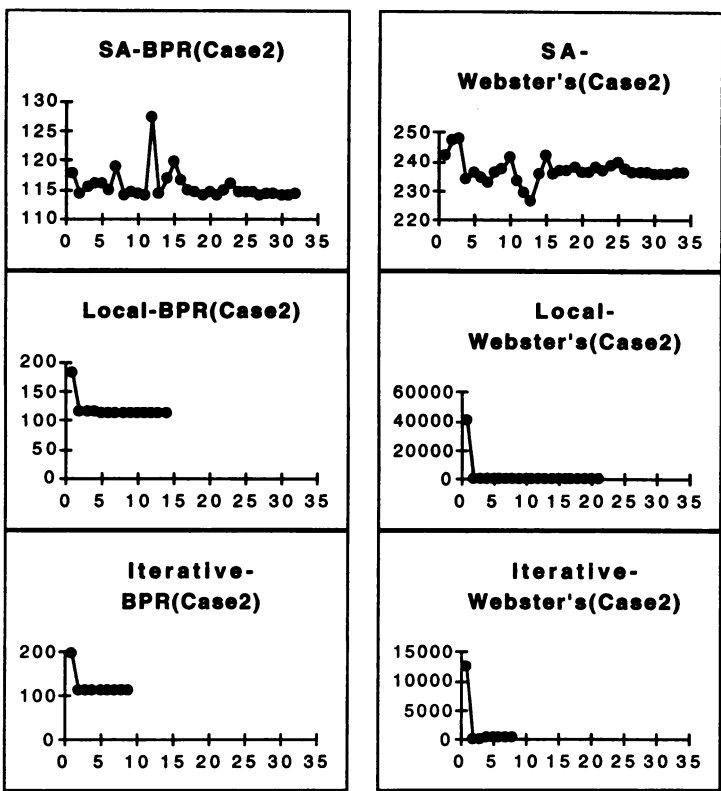 SA-BPR(Case2)
130
125
120
115
110
0 5 10 15 20 25 30 35
SA-
Webster's(Case2)
250
240
230
220
0 5 10 15 20 25 30 35
Local-BPR(Case2)
200
150
100
50
0
0 5 10 15 20 25 30 35
Local-
Webster's(Case2)
60000
40000
20000
0
0 5 10 15 20 25 30 35
Iterative-
BPR(Case2)
200
100
0
0 5 10 15 20 25 30 35
Iterative-
Webster's(Case2)
15000
10000
5000
0
0 5 10 15 20 25 30 35